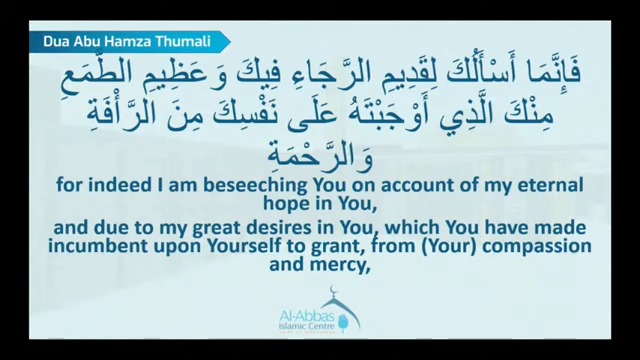 Dua Abu Hamza Thumali
فَإِنَّمَا أَسْأَلُكَ لِقَدِيمِ الرَّجَاءِ فِيكَ وَعَظِيمِ الطَّمَعِ
مِنْكَ الَّذِي أَوْجَبْتَهُ عَلَى نَفْسِكَ مِنَ الرَّأْفَةِ
وَالرَّحْمَةِ
for indeed I am beseeching You on account of my eternal
hope in You,
and due to my great desires in You, which You have made
incumbent upon Yourself to grant, from (Your) compassion
and mercy,
Al-Abbas
Islamic Centre